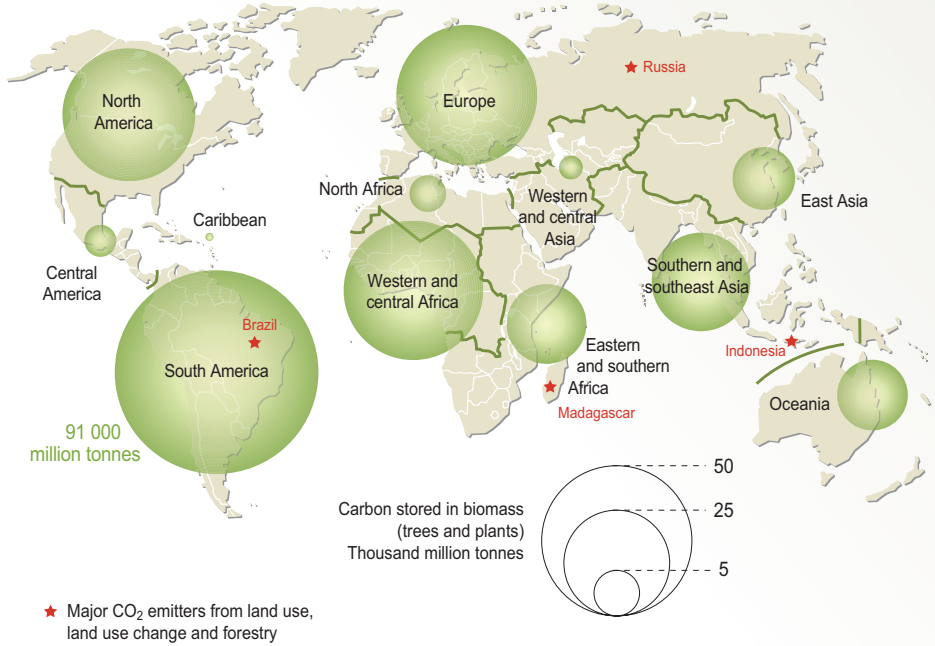 North
America
Europe
Russia
North Africa
Western
and central
Asia
East Asia
Caribbean
Central
America
Western and
central Africa
Southern and
southeast Asia
Brazil
South America
Eastern
and southern
Africa
Indonesia
Madagascar
Oceania
91 000
million tonnes
Carbon stored in biomass
(trees and plants)
Thousand million tonnes
50
25
5
Major CO₂ emitters from land use,
land use change and forestry